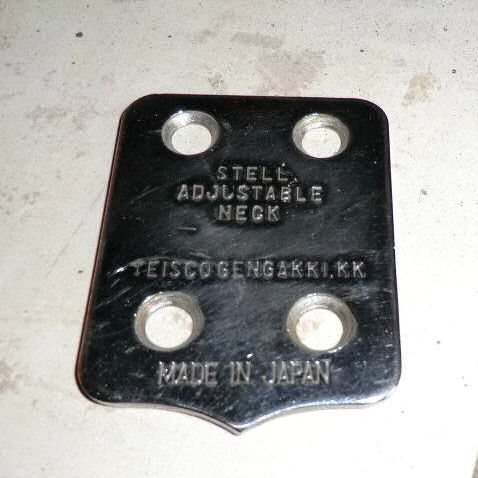 STELL
ADJUSTABLE
NECK
TEISCOGENGAKKI.KK
MADE IN JAPAN